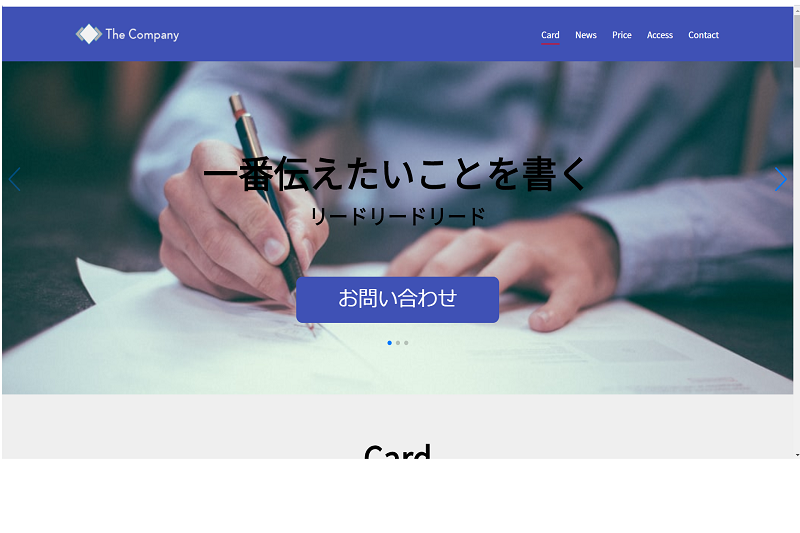 The Company
Card
News
Price
Access
Contact
一番伝えたいことを書く
リードリードリード
お問い合わせ
Card